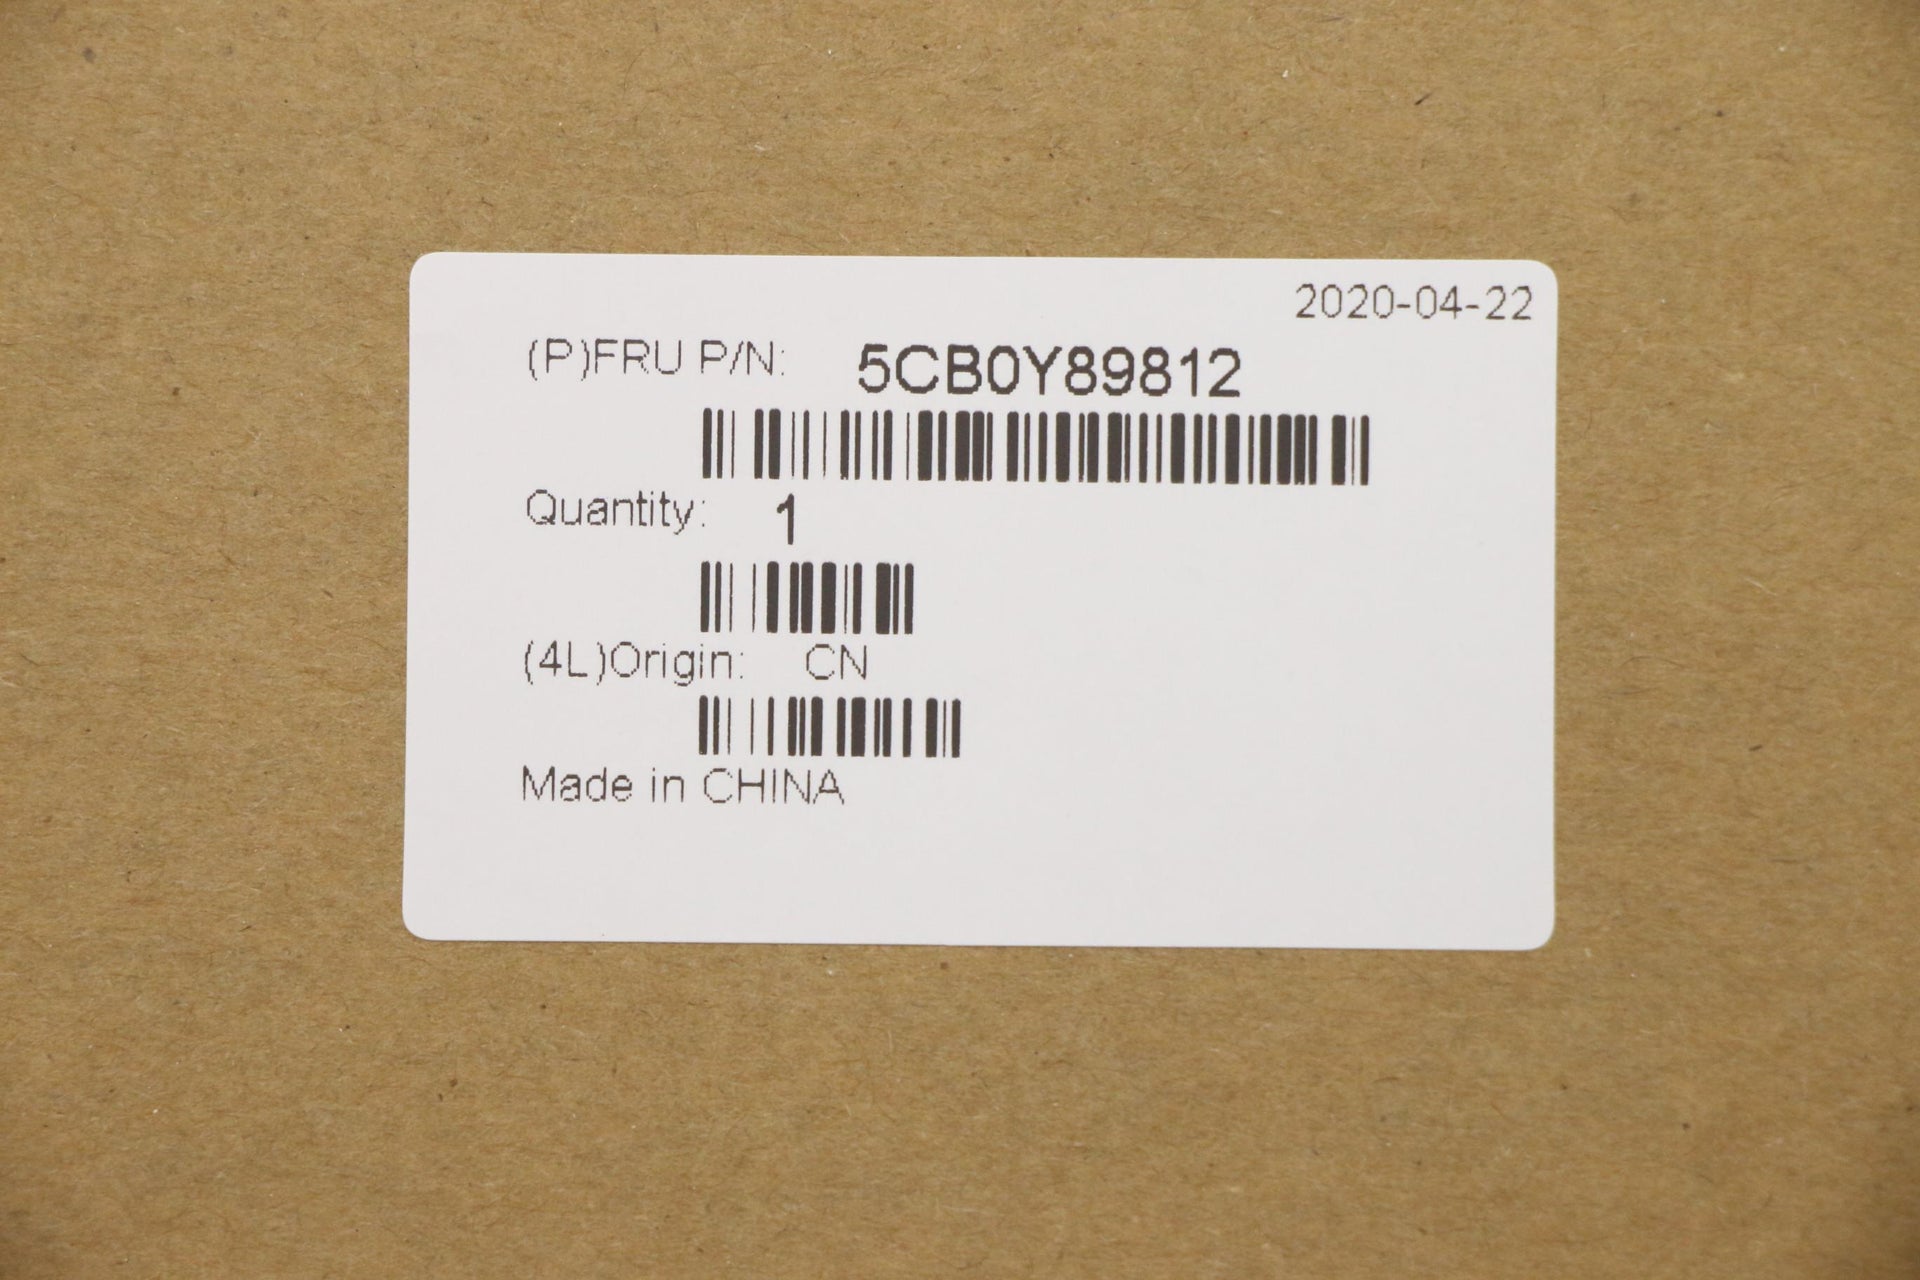 2020-04-22
(P)FRU P/N: 5CB0Y89812
Quantity: 1
(4L)Origin: CN
Made in CHINA